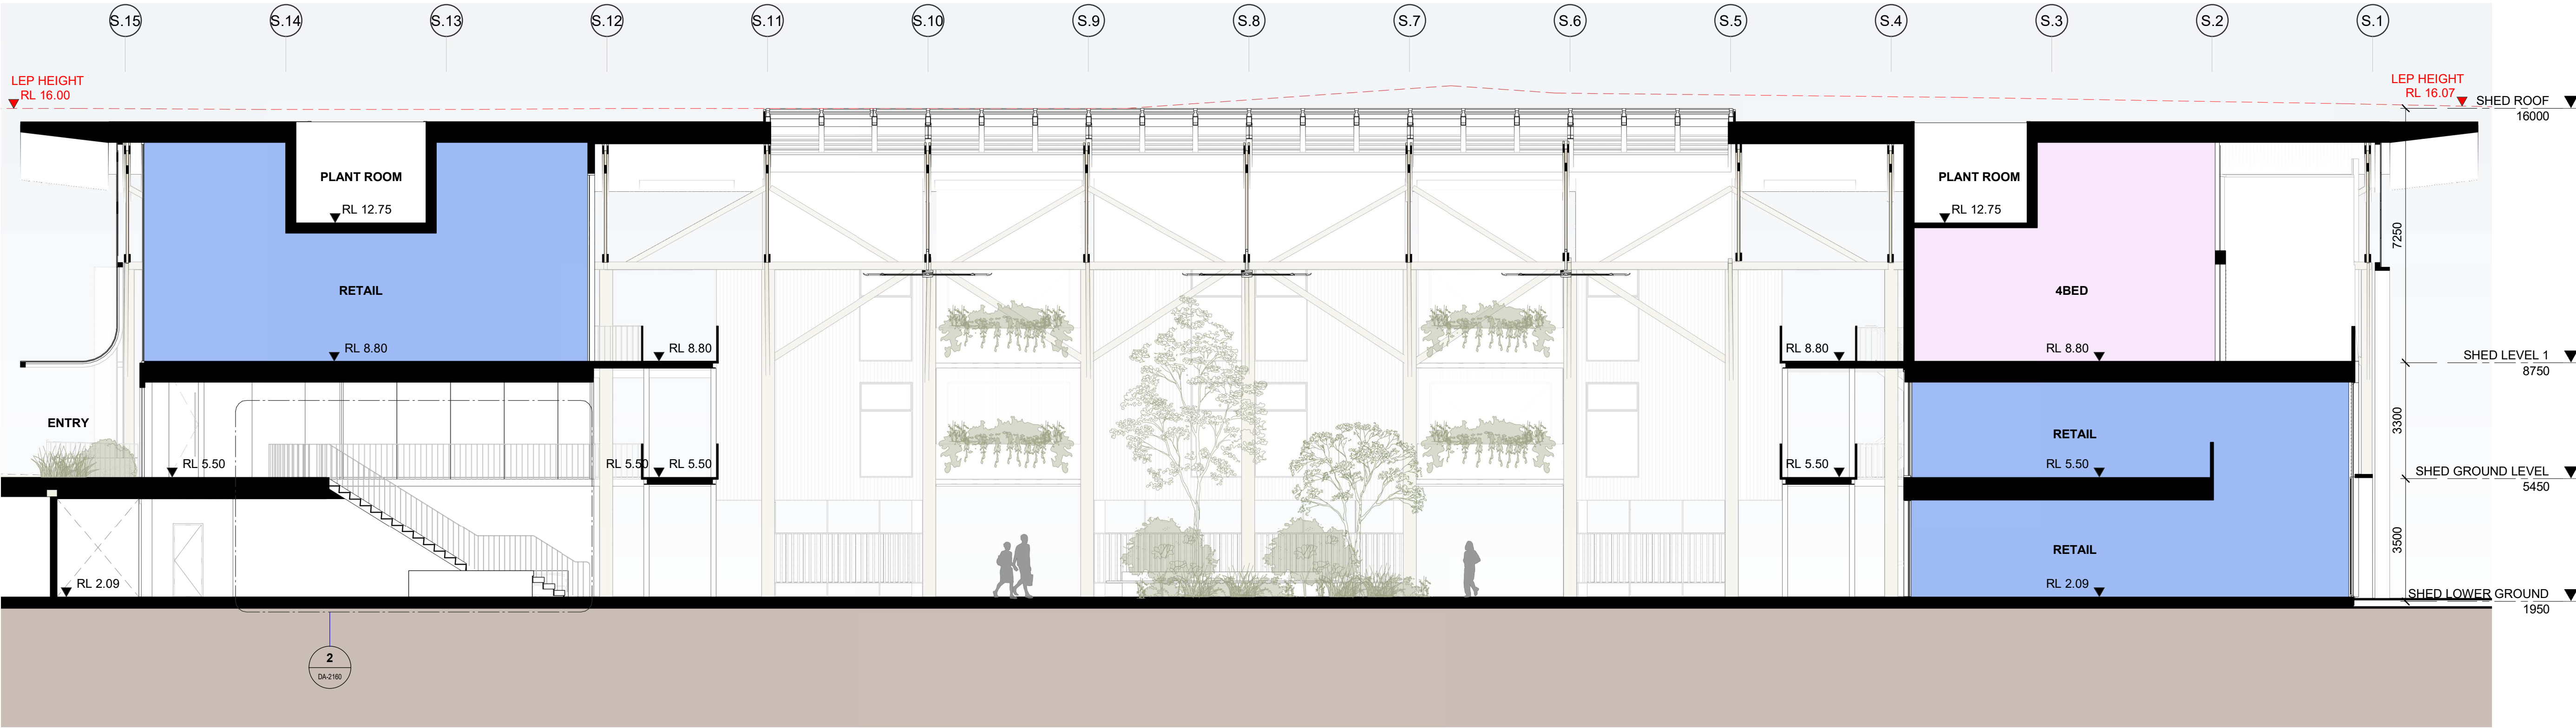 S.15
S.14
S.13
S.12
S.11
S.10
S.9
S.8
S.7
S.6
S.5
S.4
S.3
S.2
S.1
LEP HEIGHT
RL 16.00
LEP HEIGHT
RL 16.07
SHED ROOF
16000
PLANT ROOM
RL 12.75
PLANT ROOM
RL 12.75
7250
RETAIL
4BED
RL 8.80
RL 8.80
RL 8.80
RL 8.80
SHED LEVEL 1
8750
ENTRY
RETAIL
3300
RL 5.50
RL 5.50
RL 5.50
RL 5.50
RL 5.50
SHED GROUND LEVEL
5450
RETAIL
3500
RL 2.09
RL 2.09
SHED LOWER GROUND
1950
2
DA-2160